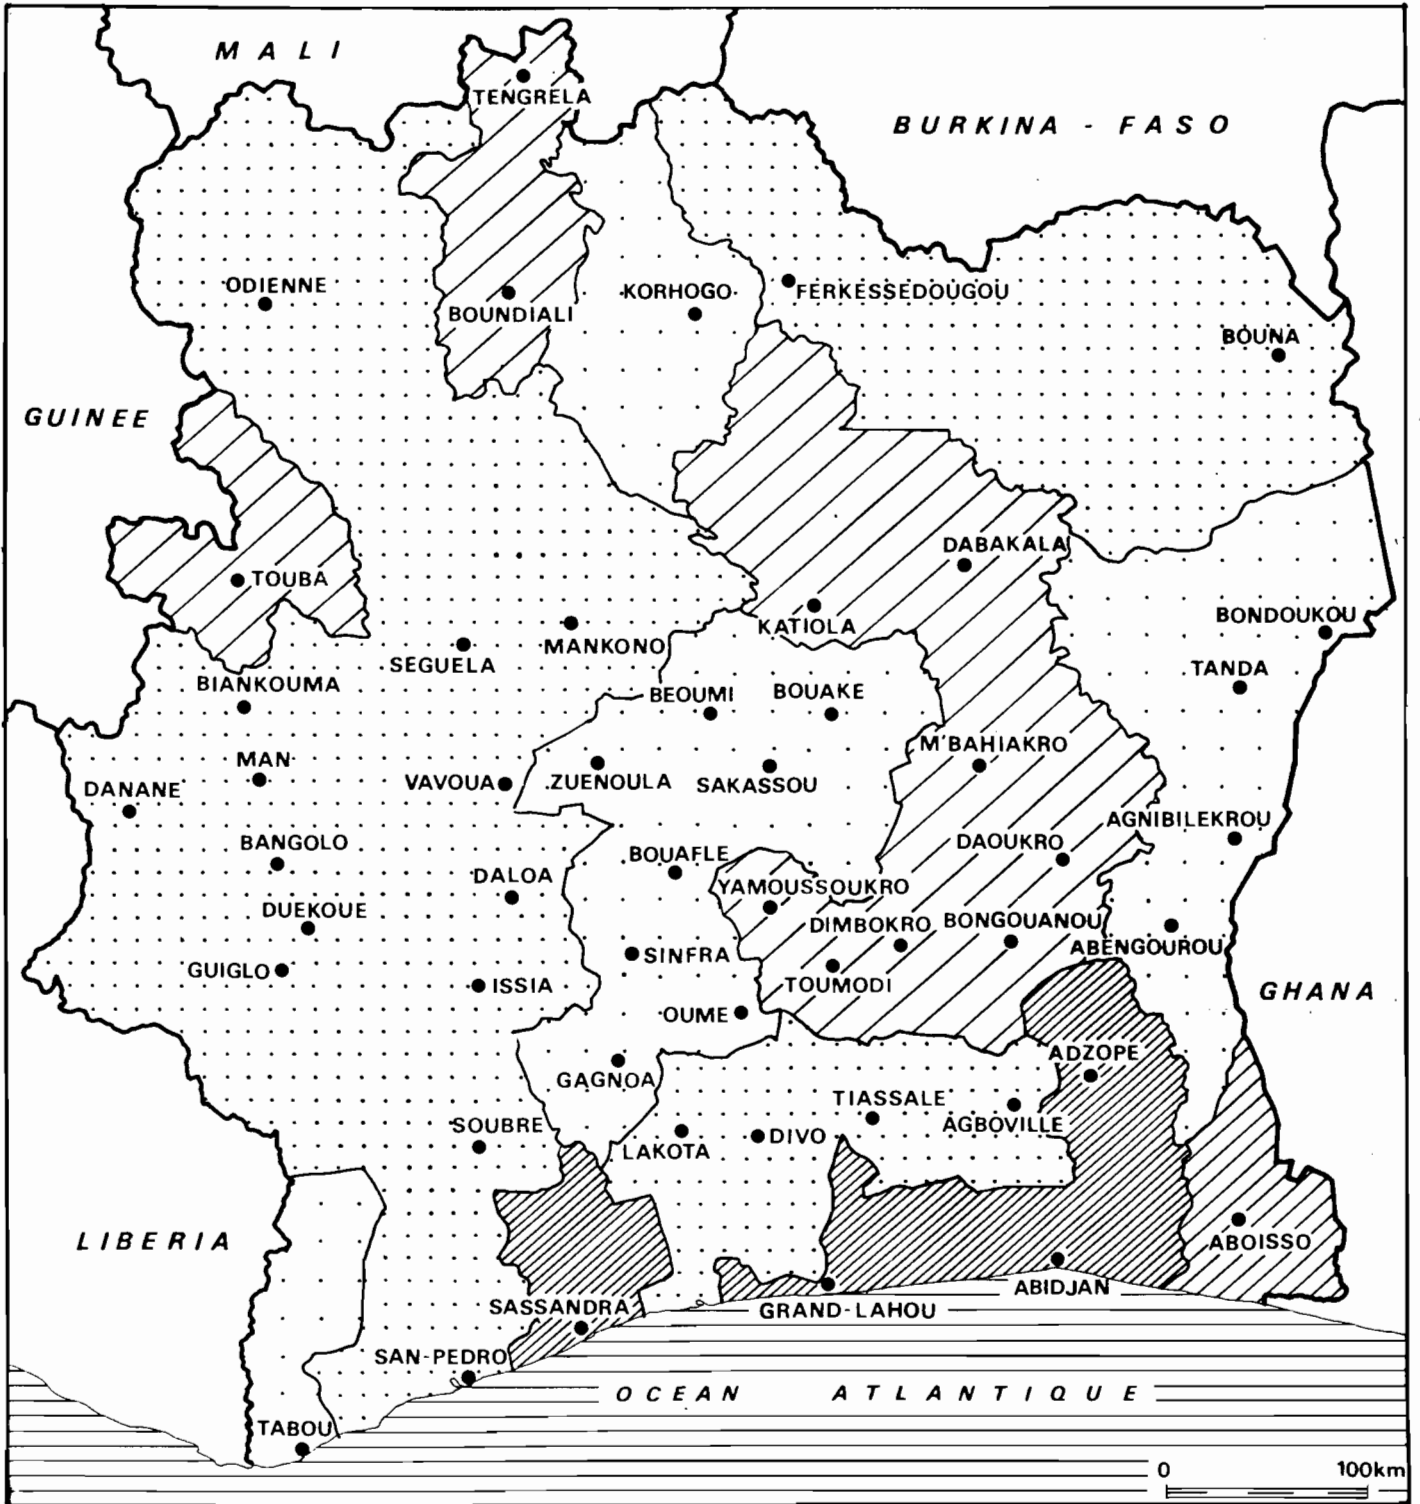 MALI
TENGRELA
BURKINA - FASO
ODIENNE
BOUNDIALI
KORHOGO
FERKESSEDOUGOU
BOUNA
GUINEE
TOUBA
DABAKALA
KATIOLA
BONDOUKOU
MANKONO
SEGUELA
TANDA
BIANKOUMA
BEOUMI
BOUAKE
MAN
M'BAHIAKRO
DANANE
VAVOUA
ZUENOULA
SAKASSOU
AGNIBILEKROU
BANGOLO
DAOUKRO
BOUAFLE
DALOA
YAMOUSSOUKRO
DUEKOUE
DIMBOKRO
BONGOUANOU
ABENGOUROU
GUIGLO
SINFRA
ISSIA
TOUMODI
GHANA
OUME
ADZOPE
GAGNOA
TIASSALE
SOUBRE
AGBOVILLE
LAKOTA
DIVO
LIBERIA
ABOISSO
ABIDJAN
SASSANDRA
GRAND-LAHOU
SAN-PEDRO
OCEAN ATLANTIQUE
TABOU
0 100km